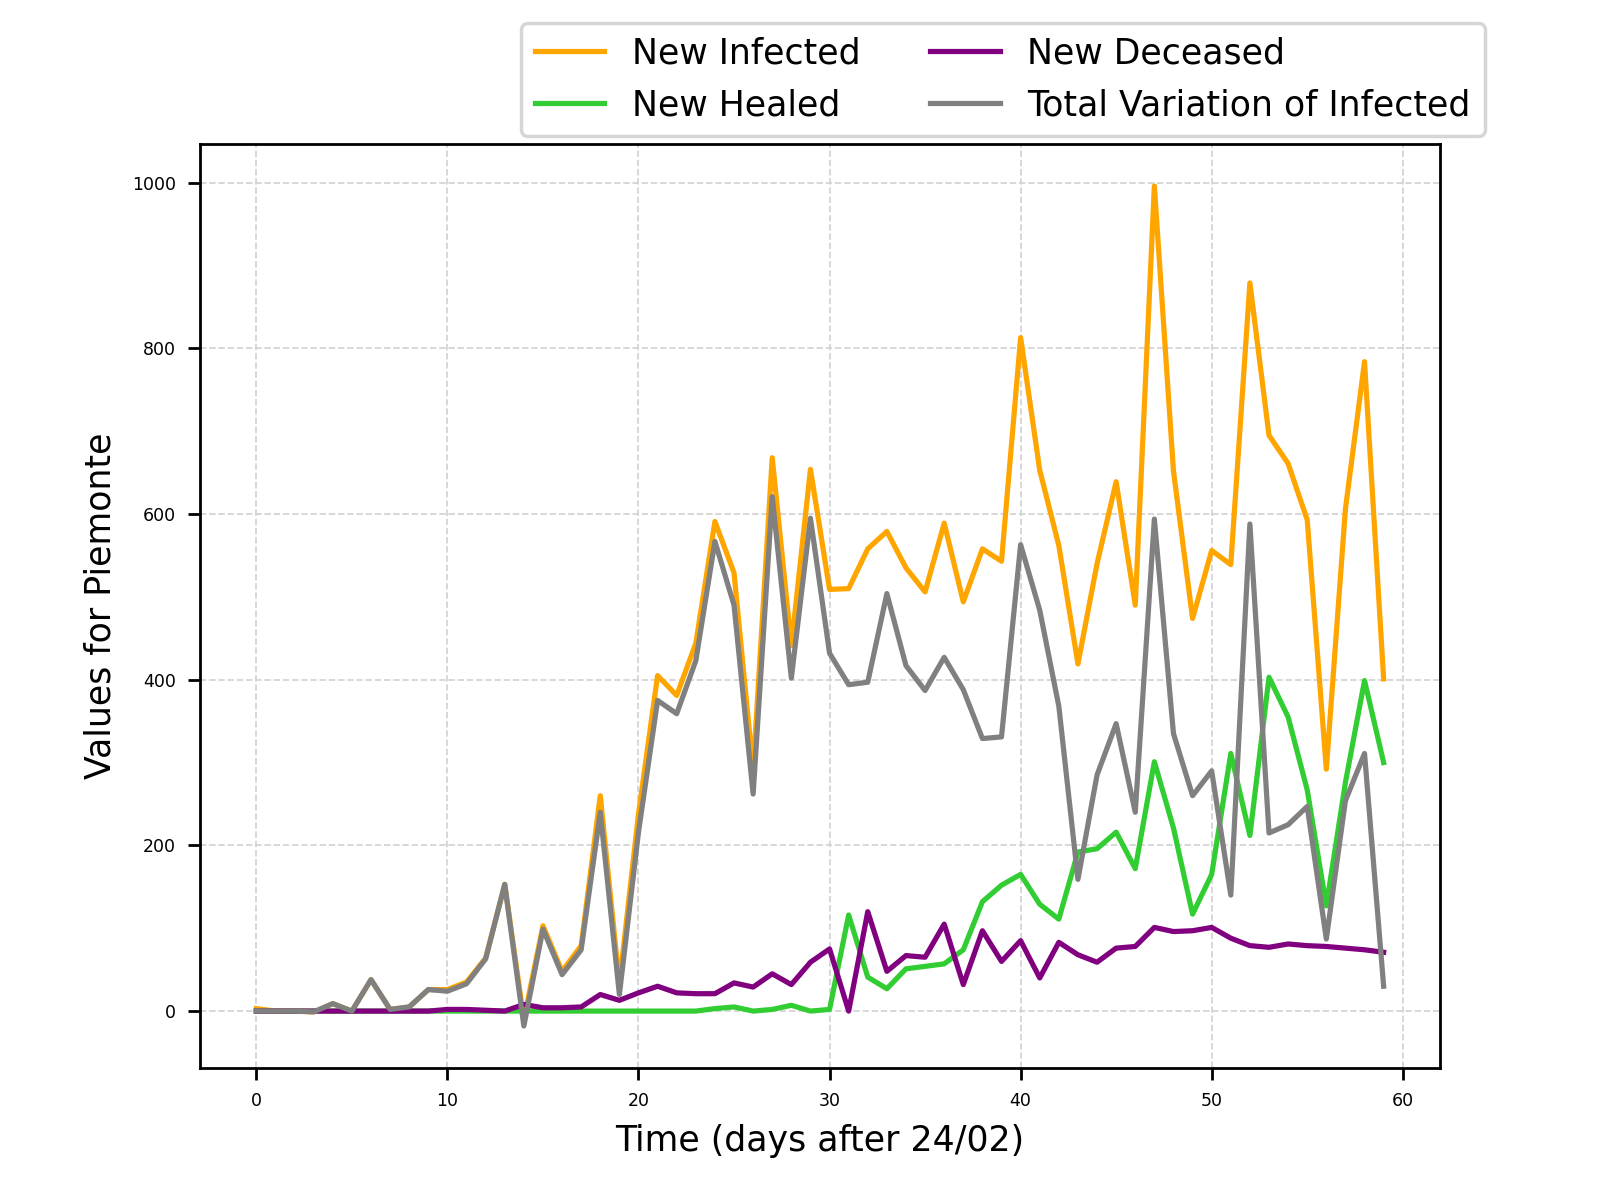 New Infected
New Healed
New Deceased
Total Variation of Infected
1000
800
600
400
200
0
Values for Piemonte
0 10 20 30 40 50 60
Time (days after 24/02)